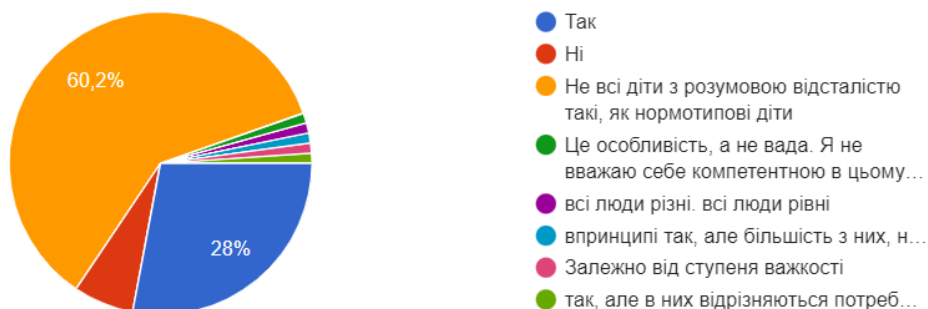 60,2%
28%
Так
Ні
Не всі діти з розумовою відсталістю
такі, як нормотипові діти
Це особливість, а не вада. Я не
вважаю себе компетентною в цьому…
всі люди різні. всі люди рівні
впринципі так, але більшість з них, н…
Залежно від ступеня важкості
так, але в них відрізняються потреб…